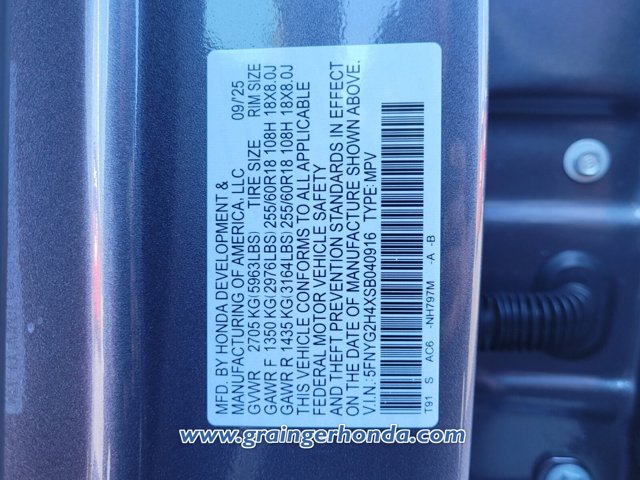 MFD. BY HONDA DEVELOPMENT &
MANUFACTURING OF AMERICA, LLC 09/'25
GVWR 2705 KG(5963LBS) TIRE SIZE RIM SIZE
GAWR F 1350 KG(2976LBS) 255/60R18 108H 18X8.0J
GAWR R 1435 KG(3164LBS) 255/60R18 108H 18X8.0J
THIS VEHICLE CONFORMS TO ALL APPLICABLE
FEDERAL MOTOR VEHICLE SAFETY
AND THEFT PREVENTION STANDARDS IN EFFECT
ON THE DATE OF MANUFACTURE SHOWN ABOVE.
V.I.N.:5FNYG2H4XSB040916 TYPE:MPV
T91 S AC6 -NH797M -A -B
www.graingerhonda.com